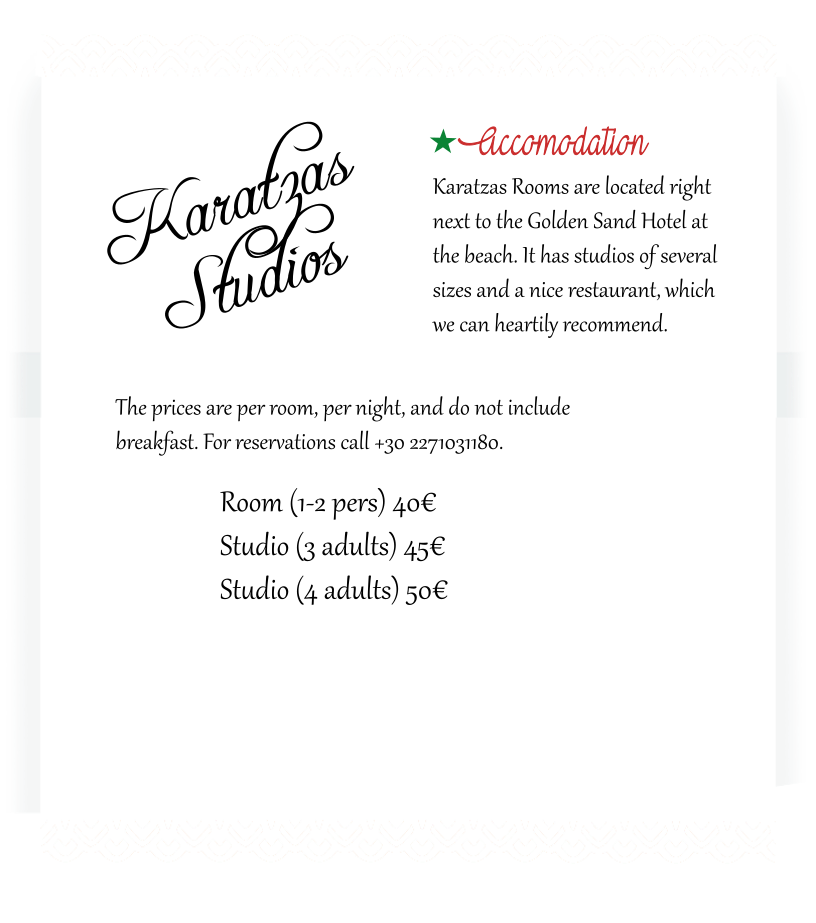 Karatzas
Studios
Accomodation
Karatzas Rooms are located right
next to the Golden Sand Hotel at
the beach. It has studios of several
sizes and a nice restaurant, which
we can heartily recommend.
The prices are per room, per night, and do not include
breakfast. For reservations call +30 2271031180.
Room (1-2 pers) 40€
Studio (3 adults) 45€
Studio (4 adults) 50€